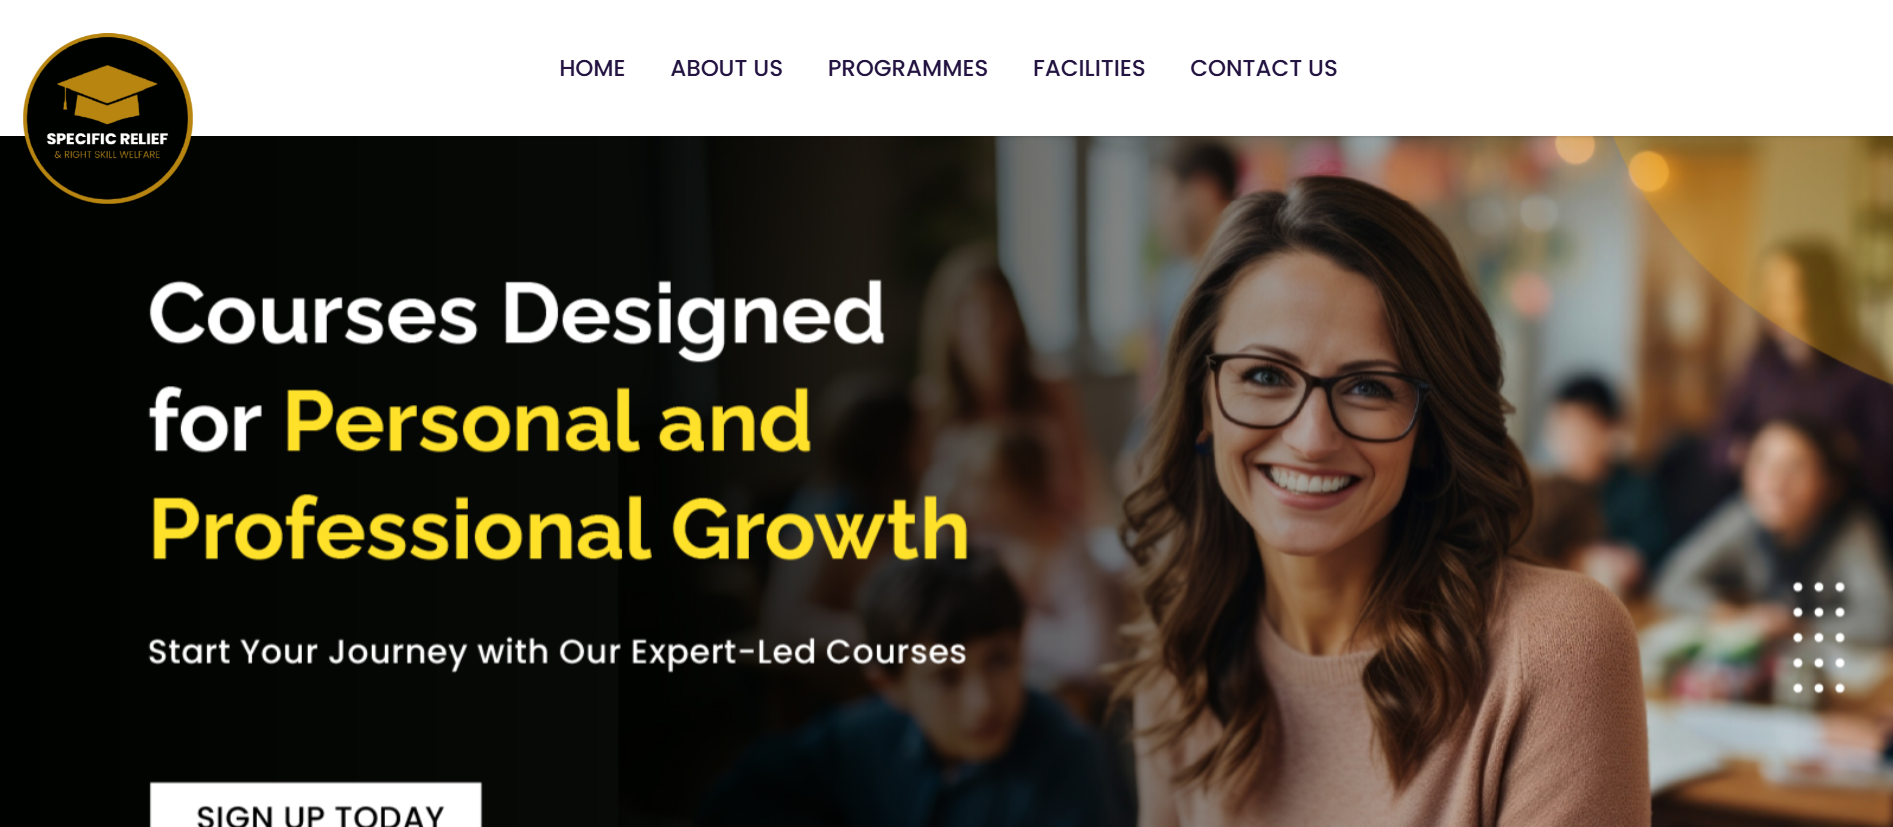 SPECIFIC RELIEF
& RIGHT SKILL WELFARE
HOME ABOUT US PROGRAMMES FACILITIES CONTACT US
Courses Designed
for Personal and
Professional Growth
Start Your Journey with Our Expert-Led Courses
SIGN UP TODAY